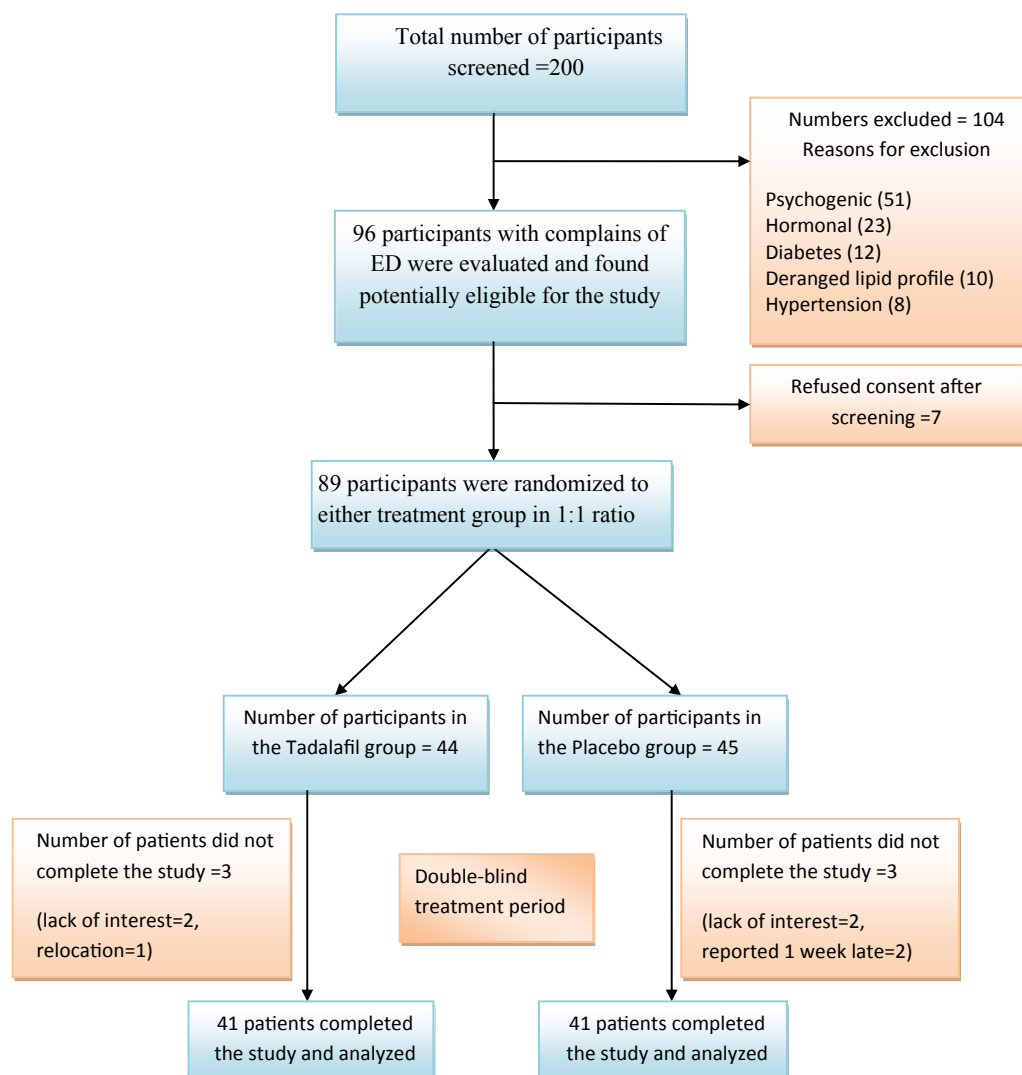 Total number of participants
screened =200
Numbers excluded = 104
Reasons for exclusion
Psychogenic (51)
Hormonal (23)
Diabetes (12)
Deranged lipid profile (10)
Hypertension (8)
96 participants with complains of
ED were evaluated and found
potentially eligible for the study
Refused consent after
screening =7
89 participants were randomized to
either treatment group in 1:1 ratio
Number of participants in
the Tadalafil group = 44
Number of participants in
the Placebo group = 45
Number of patients did not
complete the study =3
(lack of interest=2,
relocation=1)
Double-blind
treatment period
Number of patients did not
complete the study =3
(lack of interest=2,
reported 1 week late=2)
41 patients completed
the study and analyzed
41 patients completed
the study and analyzed